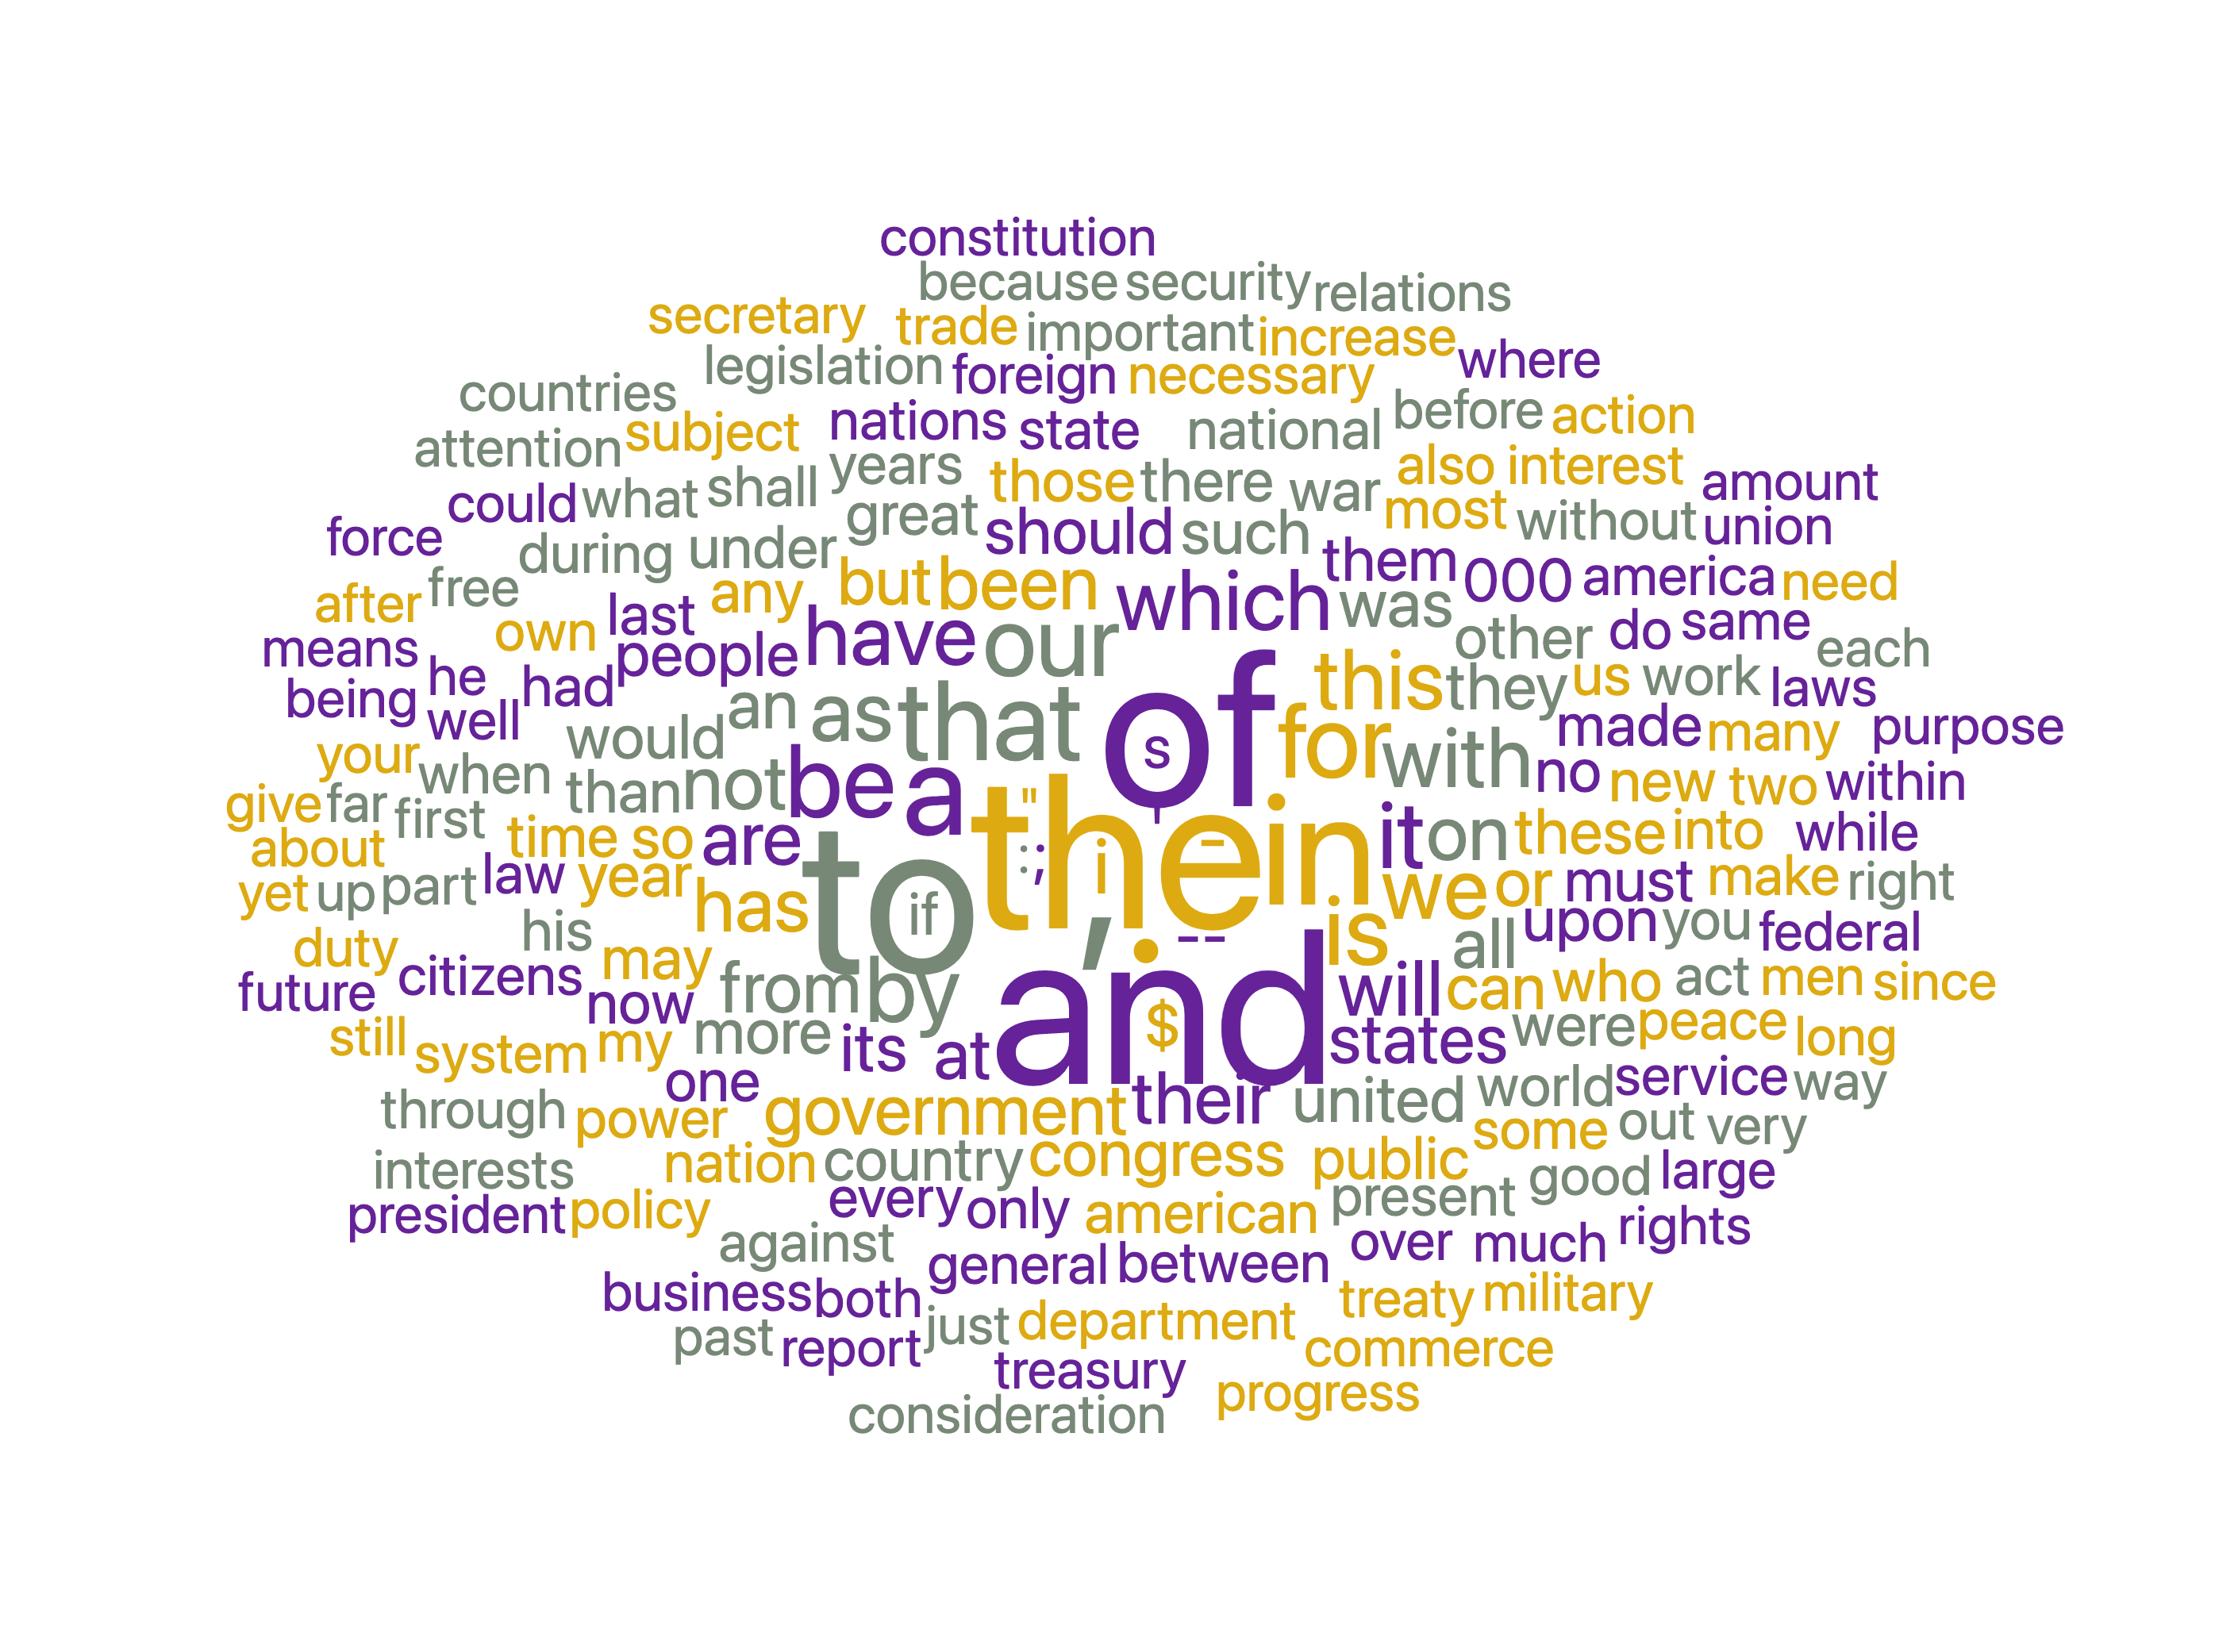 constitution
because security relations
secretary trade important increase
legislation foreign necessary where
countries nations state national before action
attention subject years those there war also interest amount
could what shall great should such most without union
force during under but been which them 000 america need
after free own last any have our was other do same each
means he had people an as that of this they us work laws
being well would be a s for with made many purpose
your when than not " ' in it no new two within
give far first time so are to the : ; i - on these into while
about law year has if , we or must make right
yet up part his may from by . -- is all upon you federal
duty citizens now more its at and $ will can who act men since
future system my one states were peace long
still power government their united world service way
through nation country congress public some out very
interests every only american present good large
president policy against general between over much rights
business both department treaty military
past report just treasury commerce
progress
consideration